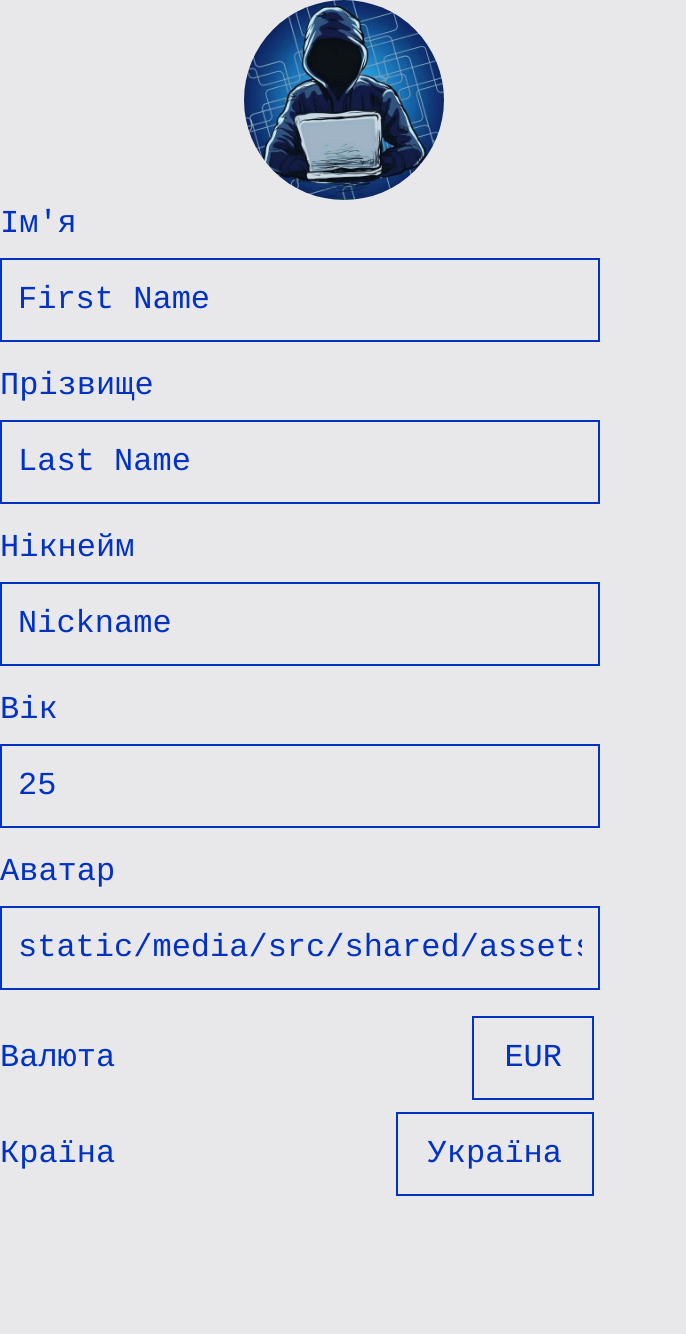 Ім'я
First Name
Прізвище
Last Name
Нікнейм
Nickname
Вік
25
Аватар
static/media/src/shared/assets
Валюта EUR
Країна Україна